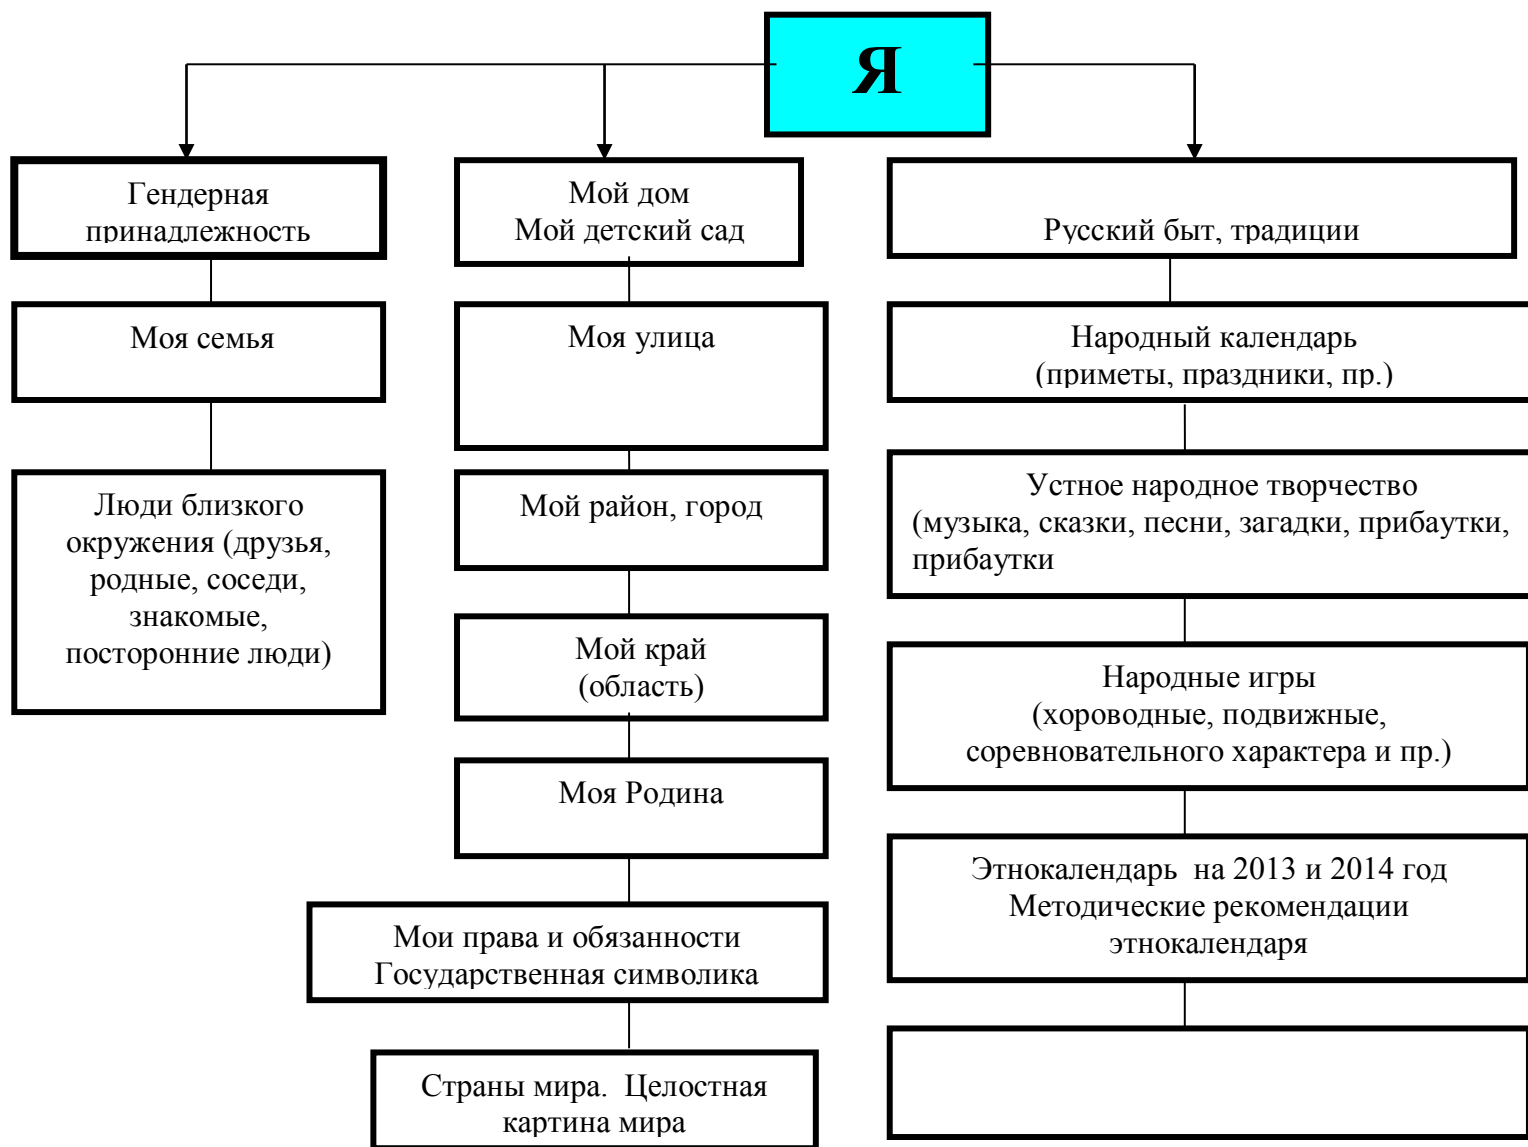 Я
Гендерная
принадлежность
Моя семья
Люди близкого
окружения (друзья,
родные, соседи,
знакомые,
посторонние люди)
Мой дом
Мой детский сад
Моя улица
Мой район, город
Мой край
(область)
Моя Родина
Мои права и обязанности
Государственная символика
Страны мира.  Целостная
картина мира
Русский быт, традиции
Народный календарь
(приметы, праздники, пр.)
Устное народное творчество
(музыка, сказки, песни, загадки, прибаутки,
прибаутки
Народные игры
(хороводные, подвижные,
соревновательного характера и пр.)
Этнокалендарь  на 2013 и 2014 год
Методические рекомендации
этнокалендаря